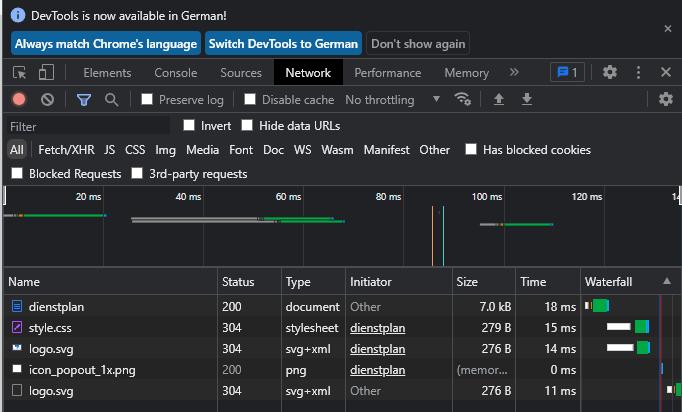 DevTools is now available in German!
Always match Chrome's language Switch DevTools to German Don't show again
Elements Console Sources Network Performance Memory 1
Preserve log Disable cache No throttling
Filter Invert Hide data URLs
All Fetch/XHR JS CSS Img Media Font Doc WS Wasm Manifest Other Has blocked cookies
Blocked Requests 3rd-party requests
20 ms 40 ms 60 ms 80 ms 100 ms 120 ms
Name Status Type Initiator Size Time Waterfall
dienstplan 200 document Other 7.0 kB 18 ms
style.css 304 stylesheet dienstplan 279 B 15 ms
logo.svg 304 svg+xml dienstplan 276 B 14 ms
icon_popout_1x.png 200 png dienstplan (memor... 0 ms
logo.svg 304 svg+xml Other 276 B 11 ms